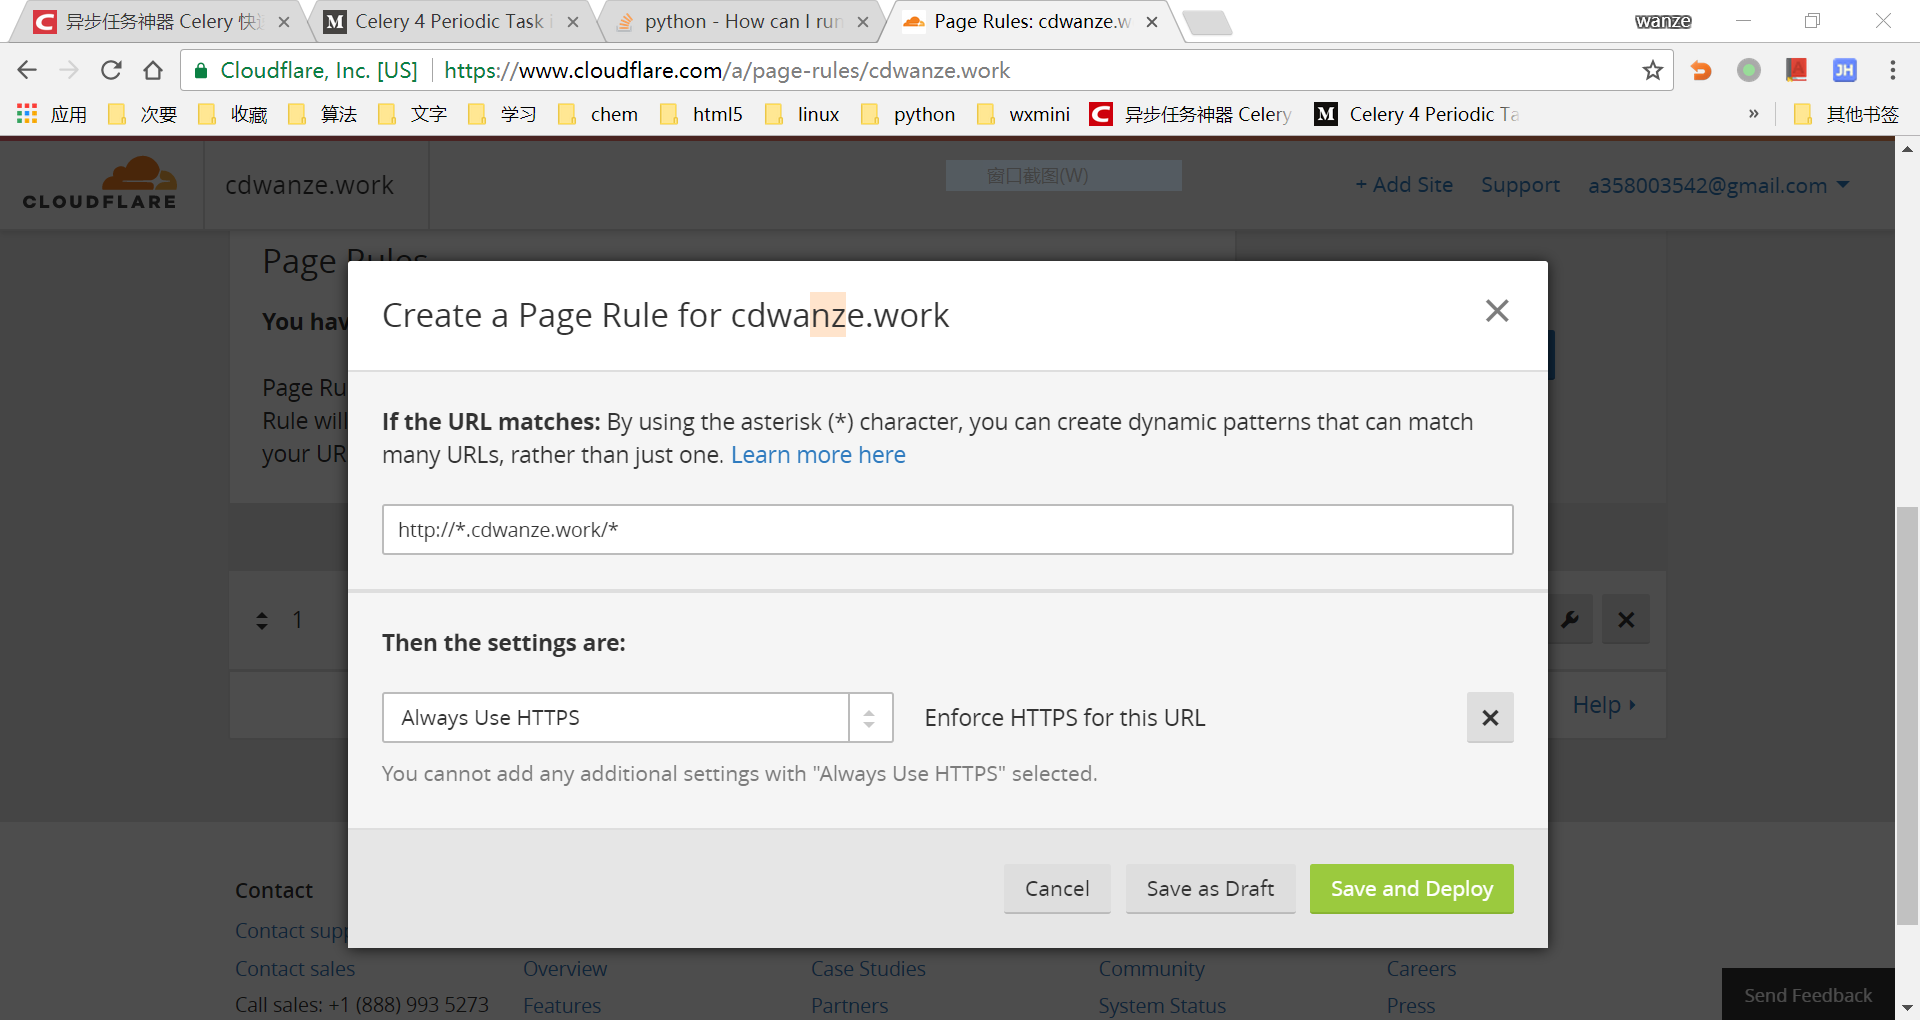 异步任务神器 Celery 快
Celery 4 Periodic Task i
python - How can I run
Page Rules: cdwanze.w
wanze
Cloudflare, Inc. [US]
https://www.cloudflare.com/a/page-rules/cdwanze.work
应用
次要
收藏
算法
文字
学习
chem
html5
linux
python
wxmini
异步任务神器 Celery
Celery 4 Periodic Ta
»
其他书签
CLOUDFLARE
cdwanze.work
窗口截图(W)
+ Add Site
Support
a358003542@gmail.com
Page Rules
You hav
Page Ru
Rule will
your UR
Create a Page Rule for cdwanze.work
If the URL matches: By using the asterisk (*) character, you can create dynamic patterns that can match
many URLs, rather than just one. Learn more here
http://*.cdwanze.work/*
1
Then the settings are:
Always Use HTTPS
Enforce HTTPS for this URL
You cannot add any additional settings with "Always Use HTTPS" selected.
Help
Cancel
Save as Draft
Save and Deploy
Contact
Contact supp
Contact sales
Overview
Case Studies
Community
Careers
Call sales: +1 (888) 993 5273
Features
Partners
System Status
Press
Send Feedback